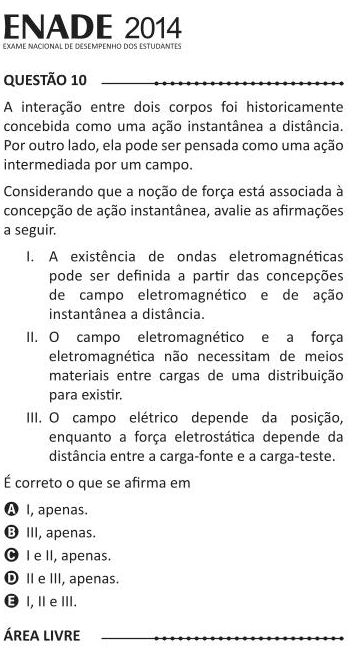 ENADE 2014
EXAME NACIONAL DE DESEMPENHO DOS ESTUDANTES
QUESTÃO 10
A interação entre dois corpos foi historicamente
concebida como uma ação instantânea a distância.
Por outro lado, ela pode ser pensada como uma ação
intermediada por um campo.
Considerando que a noção de força está associada à
concepção de ação instantânea, avalie as afirmações
a seguir.
I. A existência de ondas eletromagnéticas
pode ser definida a partir das concepções
de campo eletromagnético e de ação
instantânea a distância.
II. O campo eletromagnético e a força
eletromagnética não necessitam de meios
materiais entre cargas de uma distribuição
para existir.
III. O campo elétrico depende da posição,
enquanto a força eletrostática depende da
distância entre a carga-fonte e a carga-teste.
É correto o que se afirma em
A I, apenas.
B III, apenas.
C I e II, apenas.
D II e III, apenas.
E I, II e III.
ÁREA LIVRE